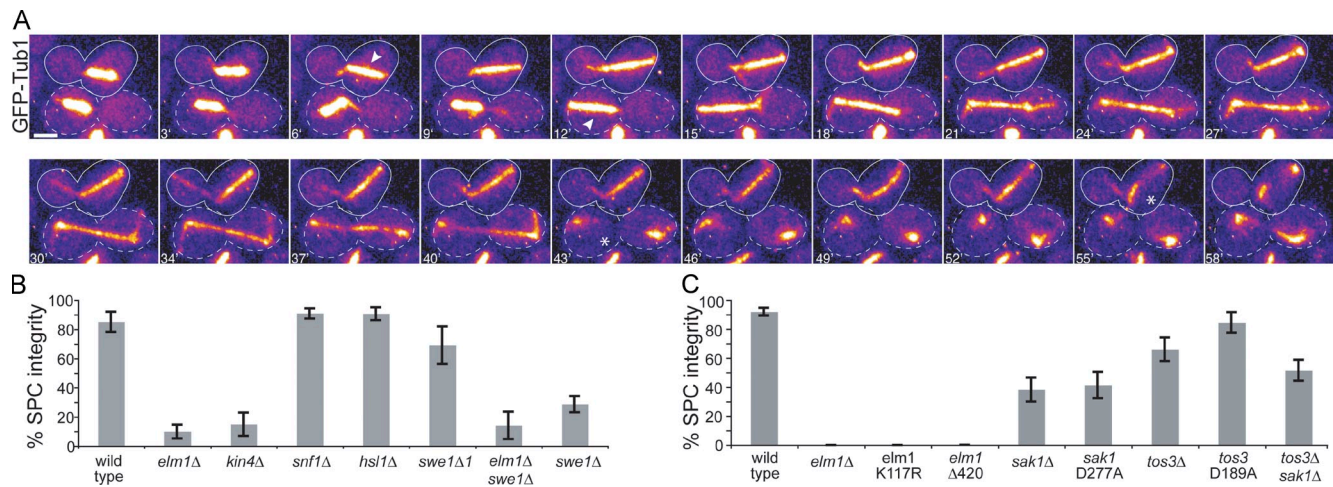 A
GFP-Tub1
3' 6' 9' 12' 15' 18' 21' 24' 27'
30' 34' 37' 40' 43' 46' 49' 52' 55' 58'
* *
B
% SPC integrity
100
80
60
40
20
0
wild type elm1Δ kin4Δ snf1Δ hsl1Δ swe1Δ1 elm1Δ swe1Δ swe1Δ
C
% SPC integrity
100
80
60
40
20
0
wild type elm1Δ elm1 K117R elm1 Δ420 sak1Δ sak1 D277A tos3Δ tos3 D189A tos3Δ sak1Δ